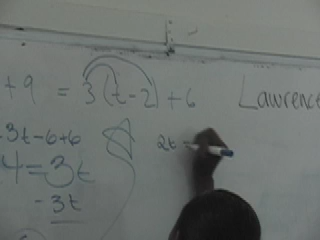 + 9 = 3(t-2)+6
Lawrence
-3t-6+6
2t =
4=3t
-3t